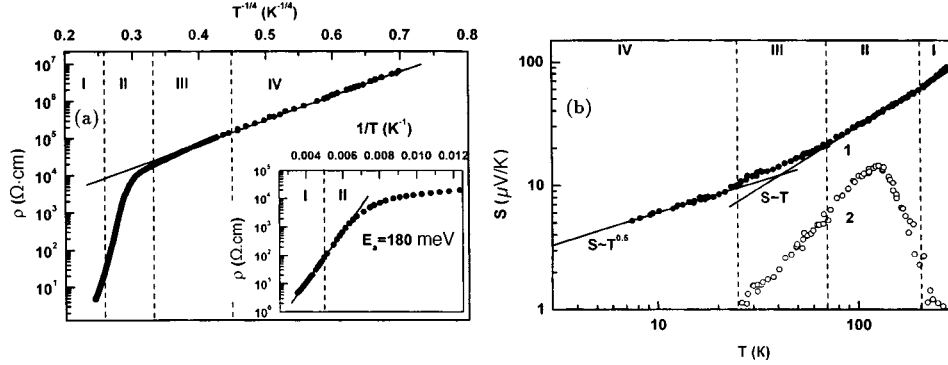 T^-1/4 (K^-1/4)
0.2 0.3 0.4 0.5 0.6 0.7 0.8
10^7
10^6
10^5
10^4
10^3
10^2
10^1
ρ (Ω·cm)
I II III IV
(a)
1/T (K^-1)
0.004 0.006 0.008 0.010 0.012
10^5
10^4
10^3
10^2
10^1
10^0
ρ (Ω.cm)
I II
E_a=180 meV
IV III II I
100
10
1
S (μV/K)
(b)
1
2
S~T
S~T^0.5
10 100
T (K)